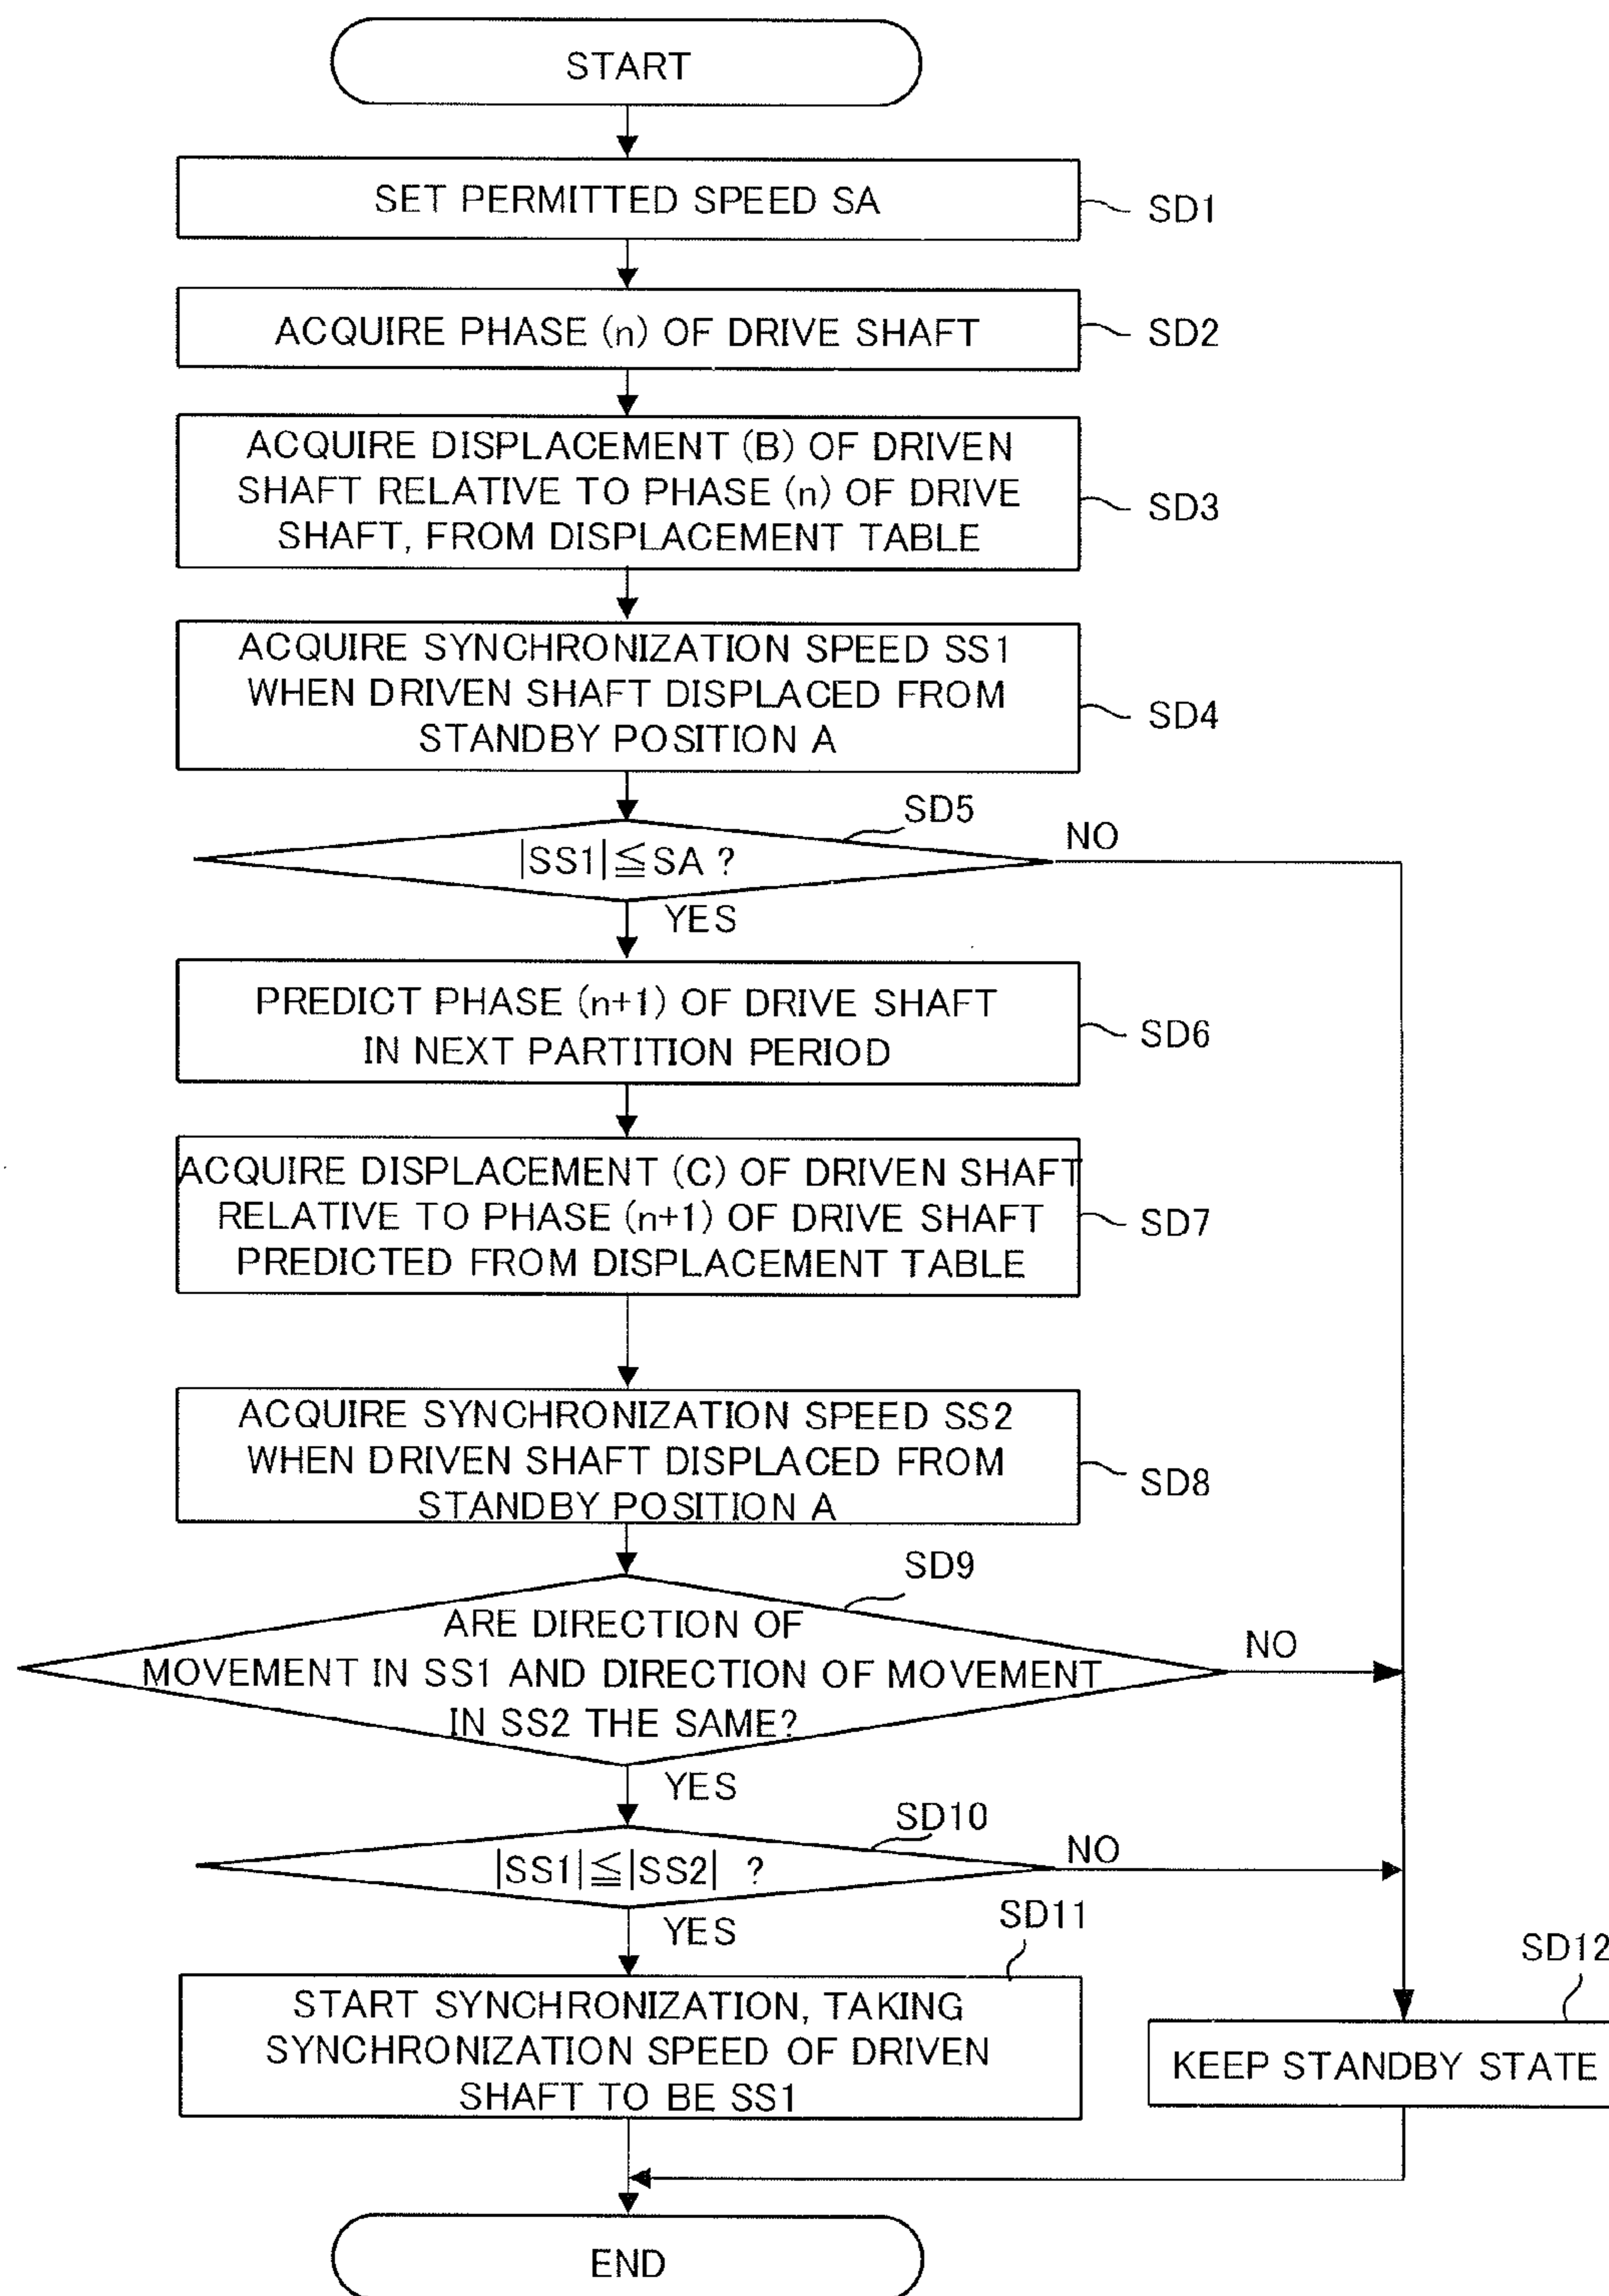 START
SET PERMITTED SPEED SA
SD1
ACQUIRE PHASE (n) OF DRIVE SHAFT
SD2
ACQUIRE DISPLACEMENT (B) OF DRIVEN
SHAFT RELATIVE TO PHASE (n) OF DRIVE
SHAFT, FROM DISPLACEMENT TABLE
SD3
ACQUIRE SYNCHRONIZATION SPEED SS1
WHEN DRIVEN SHAFT DISPLACED FROM
STANDBY POSITION A
SD4
SD5
|SS1|≦SA ?
NO
YES
PREDICT PHASE (n+1) OF DRIVE SHAFT
IN NEXT PARTITION PERIOD
SD6
ACQUIRE DISPLACEMENT (C) OF DRIVEN SHAFT
RELATIVE TO PHASE (n+1) OF DRIVE SHAFT
PREDICTED FROM DISPLACEMENT TABLE
SD7
ACQUIRE SYNCHRONIZATION SPEED SS2
WHEN DRIVEN SHAFT DISPLACED FROM
STANDBY POSITION A
SD8
SD9
ARE DIRECTION OF
MOVEMENT IN SS1 AND DIRECTION OF MOVEMENT
IN SS2 THE SAME?
NO
YES
SD10
|SS1|≦|SS2| ?
NO
YES
SD11
START SYNCHRONIZATION, TAKING
SYNCHRONIZATION SPEED OF DRIVEN
SHAFT TO BE SS1
SD12
KEEP STANDBY STATE
END